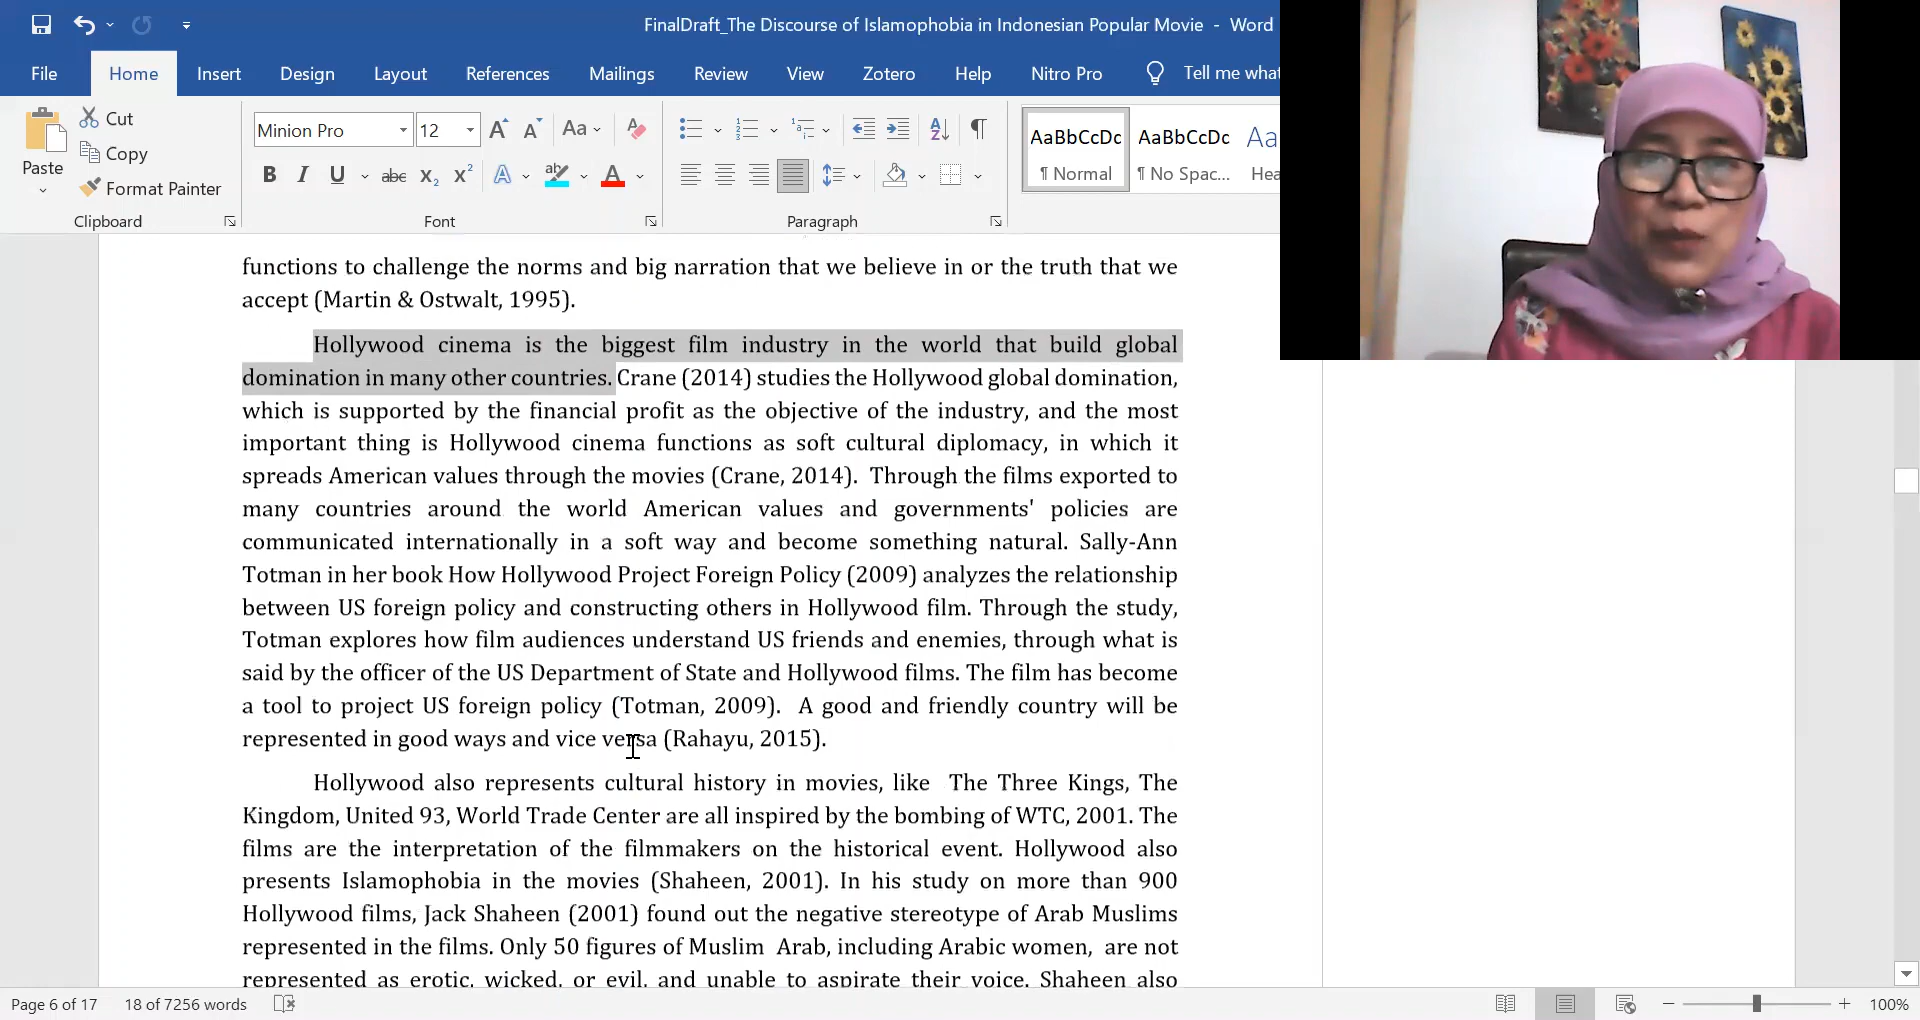 FinalDraft_The Discourse of Islamophobia in Indonesian Popular Movie - Word
File Home Insert Design Layout References Mailings Review View Zotero Help Nitro Pro Tell me what
Paste
Cut
Copy
Format Painter
Minion Pro 12
AaBbCcDc AaBbCcDc Aa
¶ Normal ¶ No Spac... Hea
Clipboard Font Paragraph
functions to challenge the norms and big narration that we believe in or the truth that we
accept (Martin & Ostwalt, 1995).
Hollywood cinema is the biggest film industry in the world that build global
domination in many other countries. Crane (2014) studies the Hollywood global domination,
which is supported by the financial profit as the objective of the industry, and the most
important thing is Hollywood cinema functions as soft cultural diplomacy, in which it
spreads American values through the movies (Crane, 2014).  Through the films exported to
many countries around the world American values and governments' policies are
communicated internationally in a soft way and become something natural. Sally-Ann
Totman in her book How Hollywood Project Foreign Policy (2009) analyzes the relationship
between US foreign policy and constructing others in Hollywood film. Through the study,
Totman explores how film audiences understand US friends and enemies, through what is
said by the officer of the US Department of State and Hollywood films. The film has become
a tool to project US foreign policy (Totman, 2009).  A good and friendly country will be
represented in good ways and vice versa (Rahayu, 2015).
Hollywood also represents cultural history in movies, like  The Three Kings, The
Kingdom, United 93, World Trade Center are all inspired by the bombing of WTC, 2001. The
films are the interpretation of the filmmakers on the historical event. Hollywood also
presents Islamophobia in the movies (Shaheen, 2001). In his study on more than 900
Hollywood films, Jack Shaheen (2001) found out the negative stereotype of Arab Muslims
represented in the films. Only 50 figures of Muslim  Arab, including Arabic women,  are not
represented as erotic, wicked, or evil, and unable to aspirate their voice. Shaheen also
Page 6 of 17 18 of 7256 words 100%